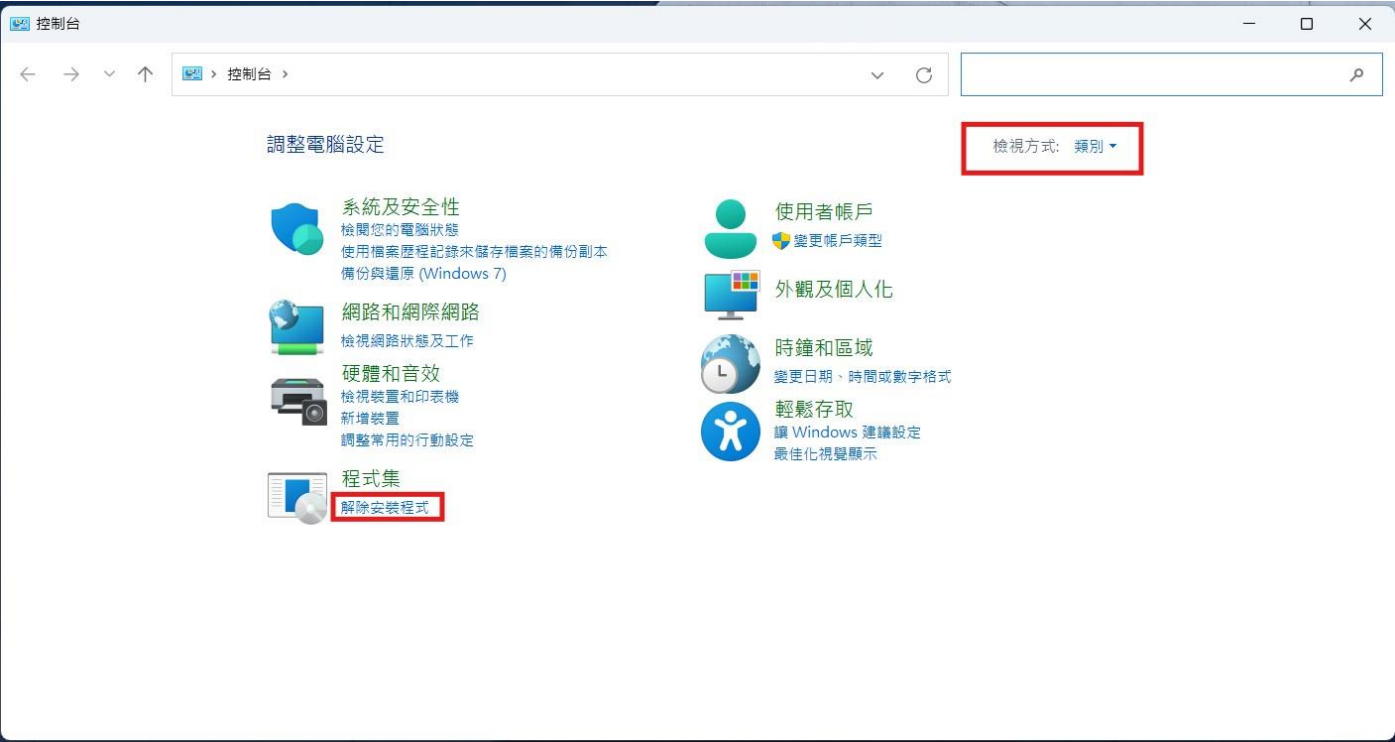 控制台
控制台
調整電腦設定
檢視方式: 類別
系統及安全性
檢閱您的電腦狀態
使用檔案歷程記錄來儲存檔案的備份副本
備份與還原 (Windows 7)
網路和網際網路
檢視網路狀態及工作
硬體和音效
檢視裝置和印表機
新增裝置
調整常用的行動設定
程式集
解除安裝程式
使用者帳戶
變更帳戶類型
外觀及個人化
時鐘和區域
變更日期、時間或數字格式
輕鬆存取
讓 Windows 建議設定
最佳化視覺顯示